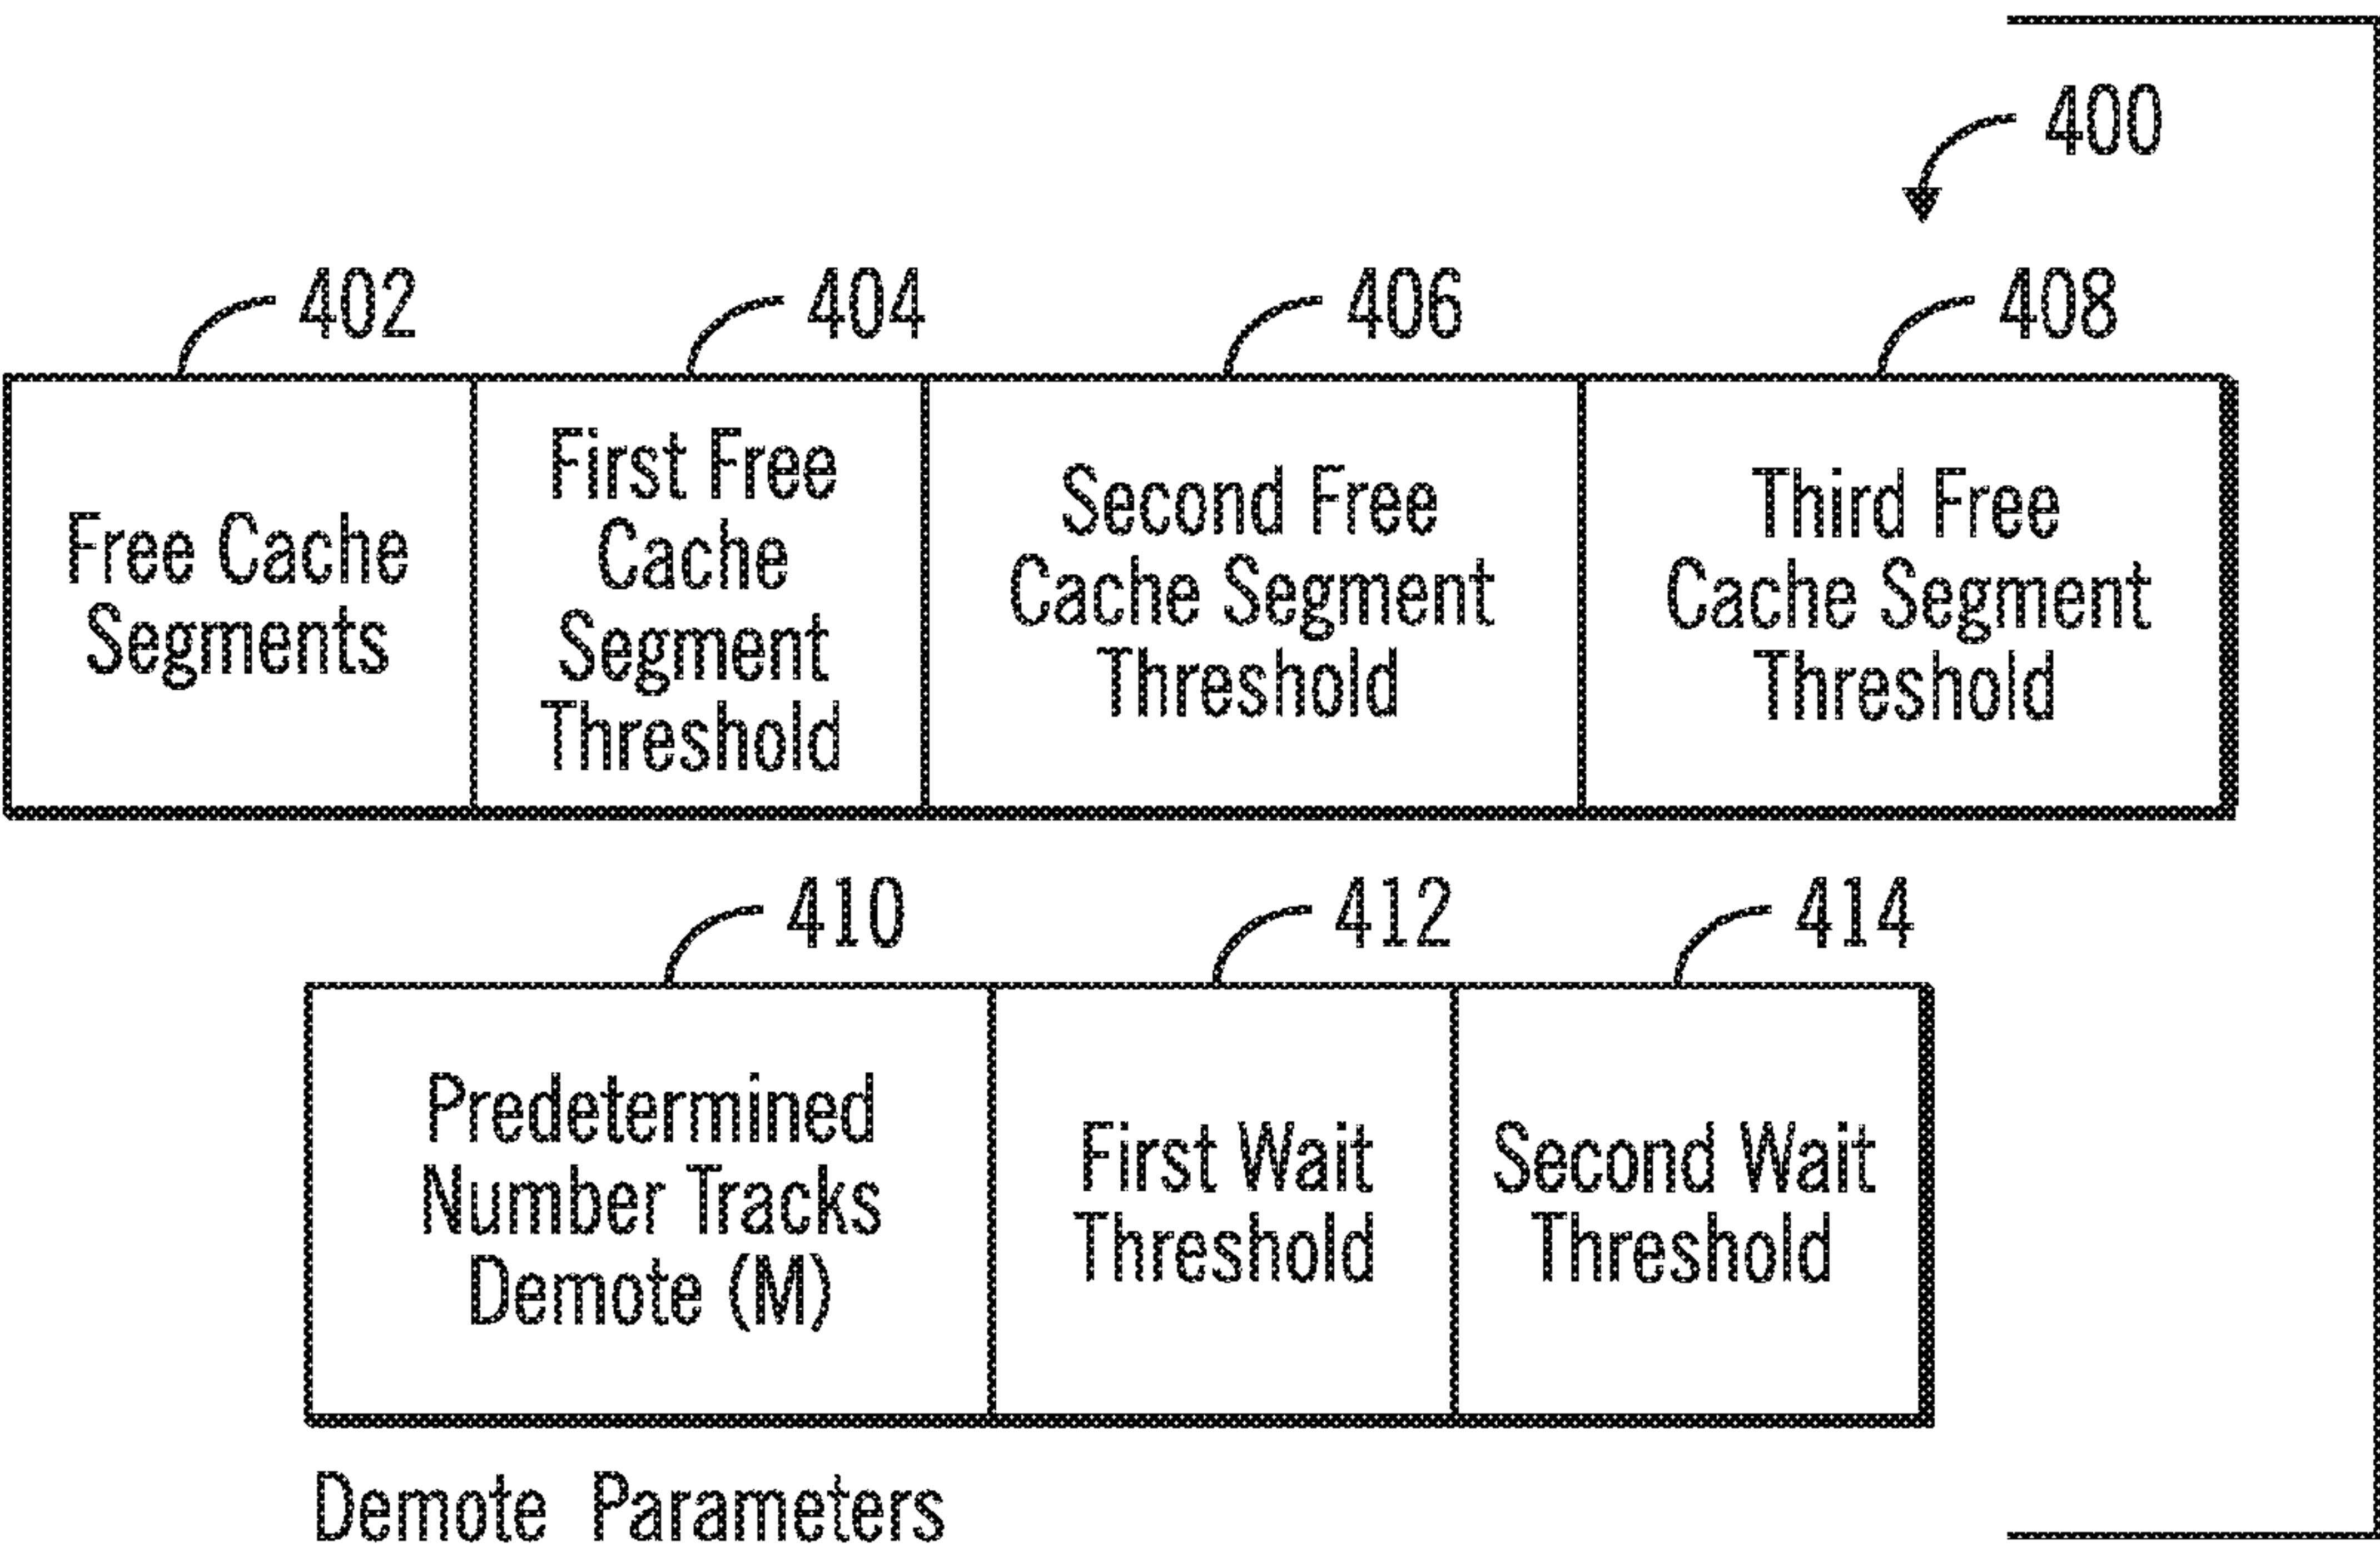 400
402
404
406
408
Free Cache
Segments
First Free
Cache
Segment
Threshold
Second Free
Cache Segment
Threshold
Third Free
Cache Segment
Threshold
410
412
414
Predetermined
Number Tracks
Demote (M)
First Wait
Threshold
Second Wait
Threshold
Demote Parameters